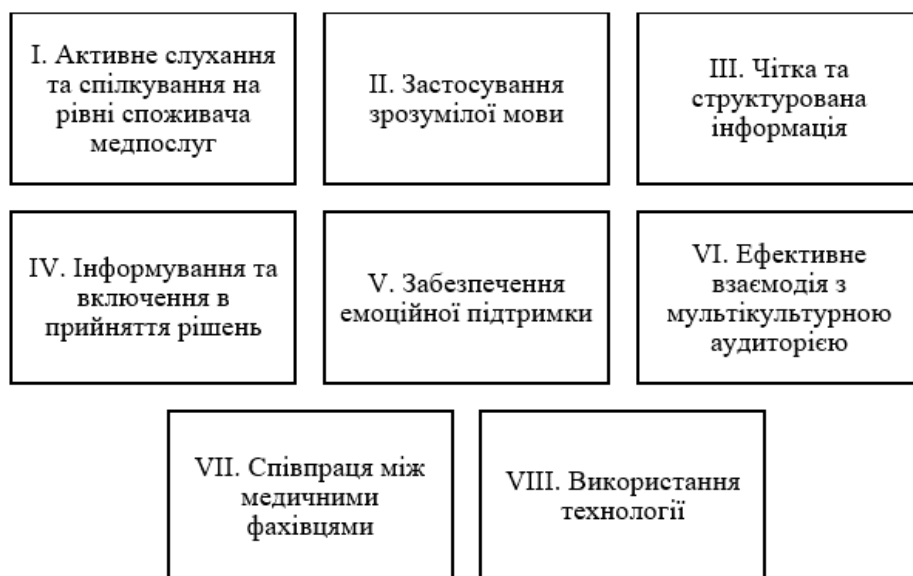 I. Активне слухання
та спілкування на
рівні споживача
медпослуг
II. Застосування
зрозумілої мови
III. Чітка та
структурована
інформація
IV. Інформування та
включення в
прийняття рішень
V. Забезпечення
емоційної підтримки
VI. Ефективне
взаємодія з
мультікультурною
аудиторією
VII. Співпраця між
медичними
фахівцями
VIII. Використання
технології